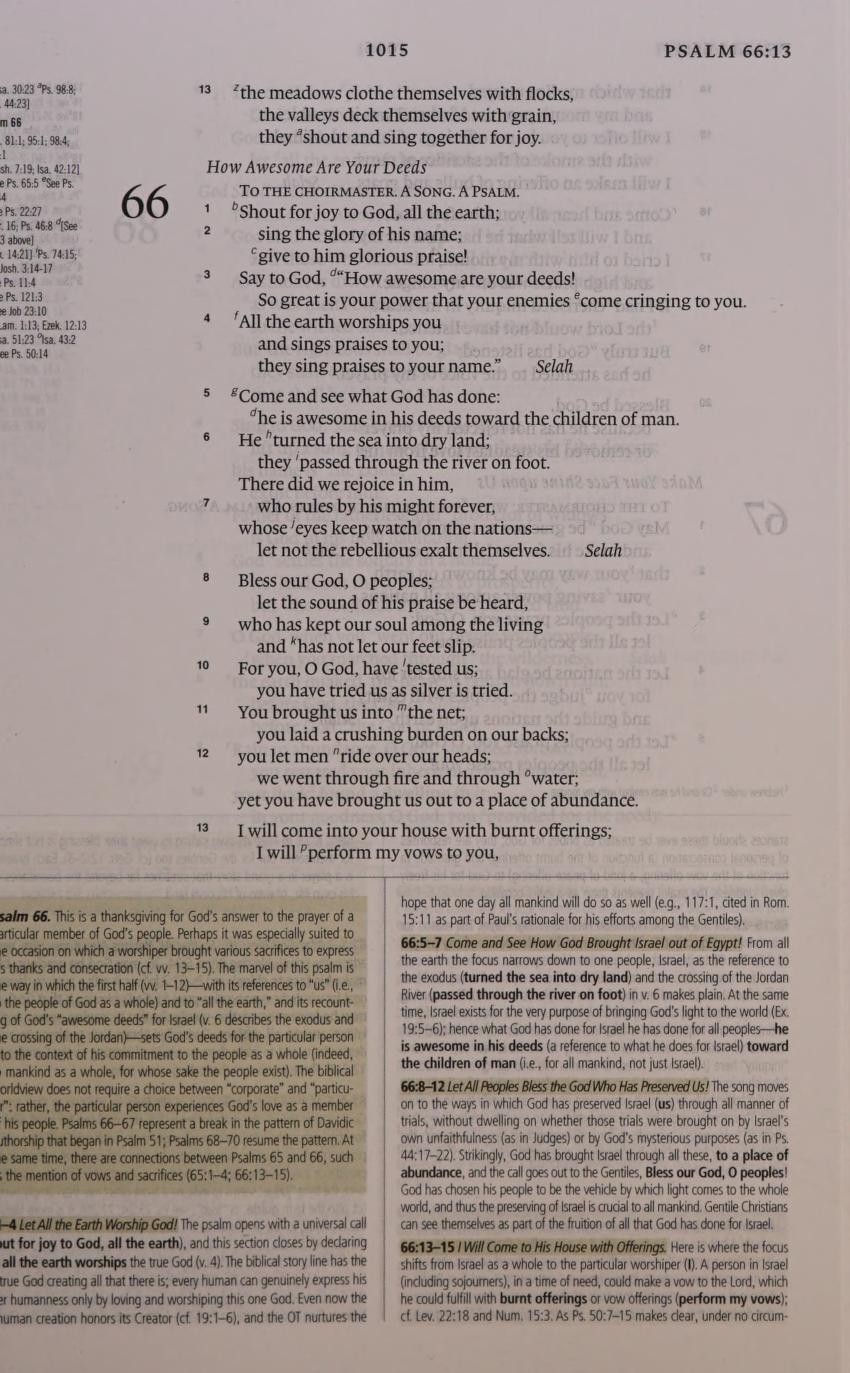 1015
PSALM 66:13
sa. 30:23 ᶻPs. 98:8;
44:23]
m 66
. 81:1; 95:1; 98:4;
:1
sh. 7:19; Isa. 42:12]
e Ps. 65:5 ᵉSee Ps.
4
Ps. 22:27
. 16; Ps. 46:8 ᵈ[See
3 above]
. 14:21] ⁱPs. 74:15;
Josh. 3:14-17
Ps. 11:4
e Ps. 121:3
ee Job 23:10
am. 1:13; Ezek. 12:13
sa. 51:23 ᵒIsa. 43:2
ee Ps. 50:14
13 ᶻthe meadows clothe themselves with flocks,
the valleys deck themselves with grain,
they ᵃshout and sing together for joy.
How Awesome Are Your Deeds
66
TO THE CHOIRMASTER. A SONG. A PSALM.
1 ᵇShout for joy to God, all the earth;
2 sing the glory of his name;
ᶜgive to him glorious praise!
3 Say to God, ᵈ“How awesome are your deeds!
So great is your power that your enemies ᵉcome cringing to you.
4 ᶠAll the earth worships you
and sings praises to you;
they sing praises to your name.” Selah
5 ᵍCome and see what God has done:
ᵈhe is awesome in his deeds toward the children of man.
6 He ʰturned the sea into dry land;
they ⁱpassed through the river on foot.
There did we rejoice in him,
7 who rules by his might forever,
whose ʲeyes keep watch on the nations—
let not the rebellious exalt themselves. Selah
8 Bless our God, O peoples;
let the sound of his praise be heard,
9 who has kept our soul among the living
and ᵏhas not let our feet slip.
10 For you, O God, have ˡtested us;
you have tried us as silver is tried.
11 You brought us into ᵐthe net;
you laid a crushing burden on our backs;
12 you let men ⁿride over our heads;
we went through fire and through ᵒwater;
yet you have brought us out to a place of abundance.
13 I will come into your house with burnt offerings;
I will ᵖperform my vows to you,
salm 66. This is a thanksgiving for God's answer to the prayer of a
articular member of God's people. Perhaps it was especially suited to
e occasion on which a worshiper brought various sacrifices to express
s thanks and consecration (cf. vv. 13–15). The marvel of this psalm is
e way in which the first half (vv. 1–12)—with its references to “us” (i.e.,
the people of God as a whole) and to “all the earth,” and its recount-
g of God's “awesome deeds” for Israel (v. 6 describes the exodus and
e crossing of the Jordan)—sets God's deeds for the particular person
to the context of his commitment to the people as a whole (indeed,
mankind as a whole, for whose sake the people exist). The biblical
orldview does not require a choice between “corporate” and “particu-
r”: rather, the particular person experiences God's love as a member
his people. Psalms 66–67 represent a break in the pattern of Davidic
uthorship that began in Psalm 51; Psalms 68–70 resume the pattern. At
e same time, there are connections between Psalms 65 and 66, such
the mention of vows and sacrifices (65:1–4; 66:13–15).
–4 Let All the Earth Worship God! The psalm opens with a universal call
out for joy to God, all the earth), and this section closes by declaring
all the earth worships the true God (v. 4). The biblical story line has the
true God creating all that there is; every human can genuinely express his
er humanness only by loving and worshiping this one God. Even now the
uman creation honors its Creator (cf. 19:1–6), and the OT nurtures the
hope that one day all mankind will do so as well (e.g., 117:1, cited in Rom.
15:11 as part of Paul's rationale for his efforts among the Gentiles).
66:5–7 Come and See How God Brought Israel out of Egypt! From all
the earth the focus narrows down to one people, Israel, as the reference to
the exodus (turned the sea into dry land) and the crossing of the Jordan
River (passed through the river on foot) in v. 6 makes plain. At the same
time, Israel exists for the very purpose of bringing God's light to the world (Ex.
19:5–6); hence what God has done for Israel he has done for all peoples—he
is awesome in his deeds (a reference to what he does for Israel) toward
the children of man (i.e., for all mankind, not just Israel).
66:8–12 Let All Peoples Bless the God Who Has Preserved Us! The song moves
on to the ways in which God has preserved Israel (us) through all manner of
trials, without dwelling on whether those trials were brought on by Israel's
own unfaithfulness (as in Judges) or by God's mysterious purposes (as in Ps.
44:17–22). Strikingly, God has brought Israel through all these, to a place of
abundance, and the call goes out to the Gentiles, Bless our God, O peoples!
God has chosen his people to be the vehicle by which light comes to the whole
world, and thus the preserving of Israel is crucial to all mankind. Gentile Christians
can see themselves as part of the fruition of all that God has done for Israel.
66:13–15 I Will Come to His House with Offerings. Here is where the focus
shifts from Israel as a whole to the particular worshiper (I). A person in Israel
(including sojourners), in a time of need, could make a vow to the Lord, which
he could fulfill with burnt offerings or vow offerings (perform my vows);
cf. Lev. 22:18 and Num. 15:3. As Ps. 50:7–15 makes clear, under no circum-